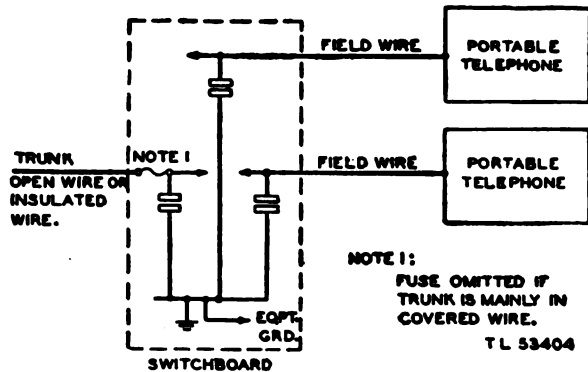 FIELD WIRE
PORTABLE
TELEPHONE
TRUNK
NOTE 1
OPEN WIRE OR
INSULATED
WIRE.
FIELD WIRE
PORTABLE
TELEPHONE
NOTE 1:
FUSE OMITTED IF
TRUNK IS MAINLY IN
COVERED WIRE.
EQPT.
GRD.
TL 53404
SWITCHBOARD